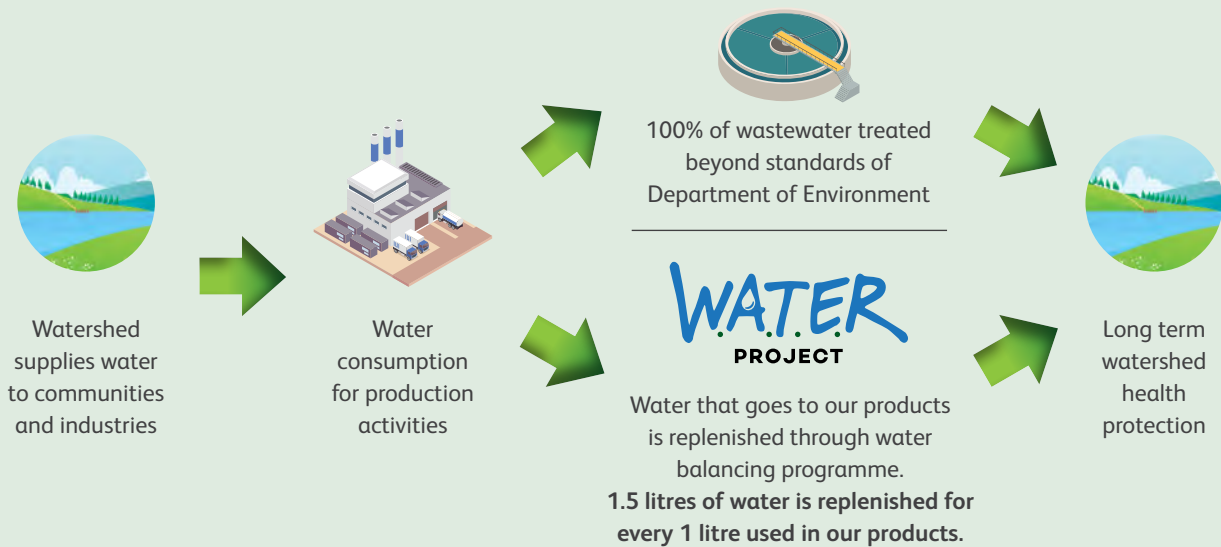 Watershed
supplies water
to communities
and industries
Water
consumption
for production
activities
100% of wastewater treated
beyond standards of
Department of Environment
W.A.T.E.R
PROJECT
Water that goes to our products
is replenished through water
balancing programme.
1.5 litres of water is replenished for
every 1 litre used in our products.
Long term
watershed
health
protection